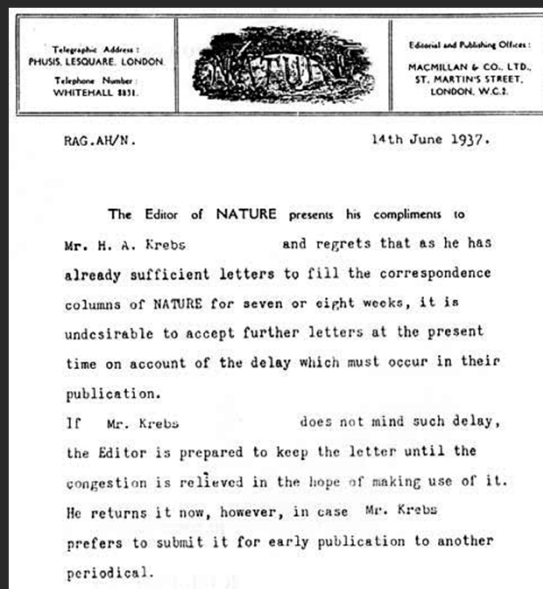 Telegraphic Address :
PHUSIS, LESQUARE, LONDON.
Telephone Number :
WHITEHALL 8831.
NATURE
Editorial and Publishing Offices :
MACMILLAN & CO., LTD.,
ST. MARTIN'S STREET,
LONDON, W.C.2.
RAG.AH/N.
14th June 1937.
The Editor of NATURE presents his compliments to
Mr. H. A. Krebs and regrets that as he has
already sufficient letters to fill the correspondence
columns of NATURE for seven or eight weeks, it is
undesirable to accept further letters at the present
time on account of the delay which must occur in their
publication.
If Mr. Krebs does not mind such delay,
the Editor is prepared to keep the letter until the
congestion is relieved in the hope of making use of it.
He returns it now, however, in case Mr. Krebs
prefers to submit it for early publication to another
periodical.